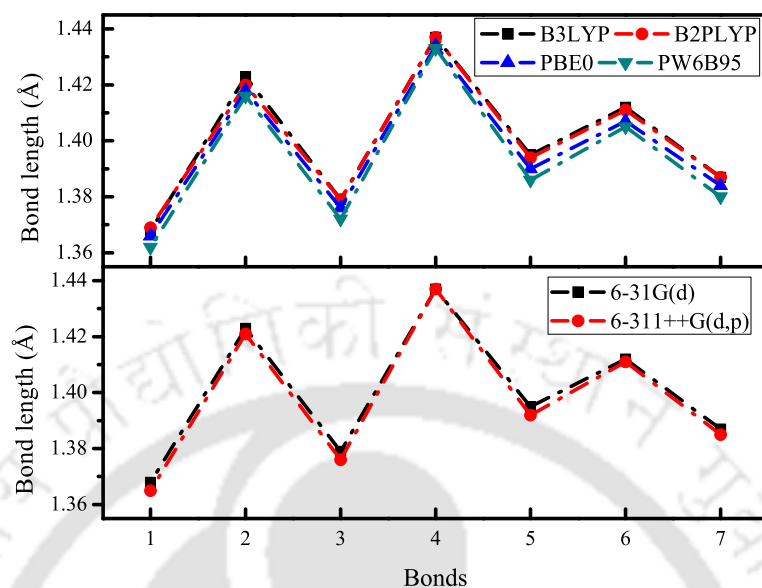 1.44
1.42
1.40
1.38
1.36
Bond length (Å)
B3LYP B2PLYP
PBE0 PW6B95
1.44
1.42
1.40
1.38
1.36
Bond length (Å)
6-31G(d)
6-311++G(d,p)
1 2 3 4 5 6 7
Bonds